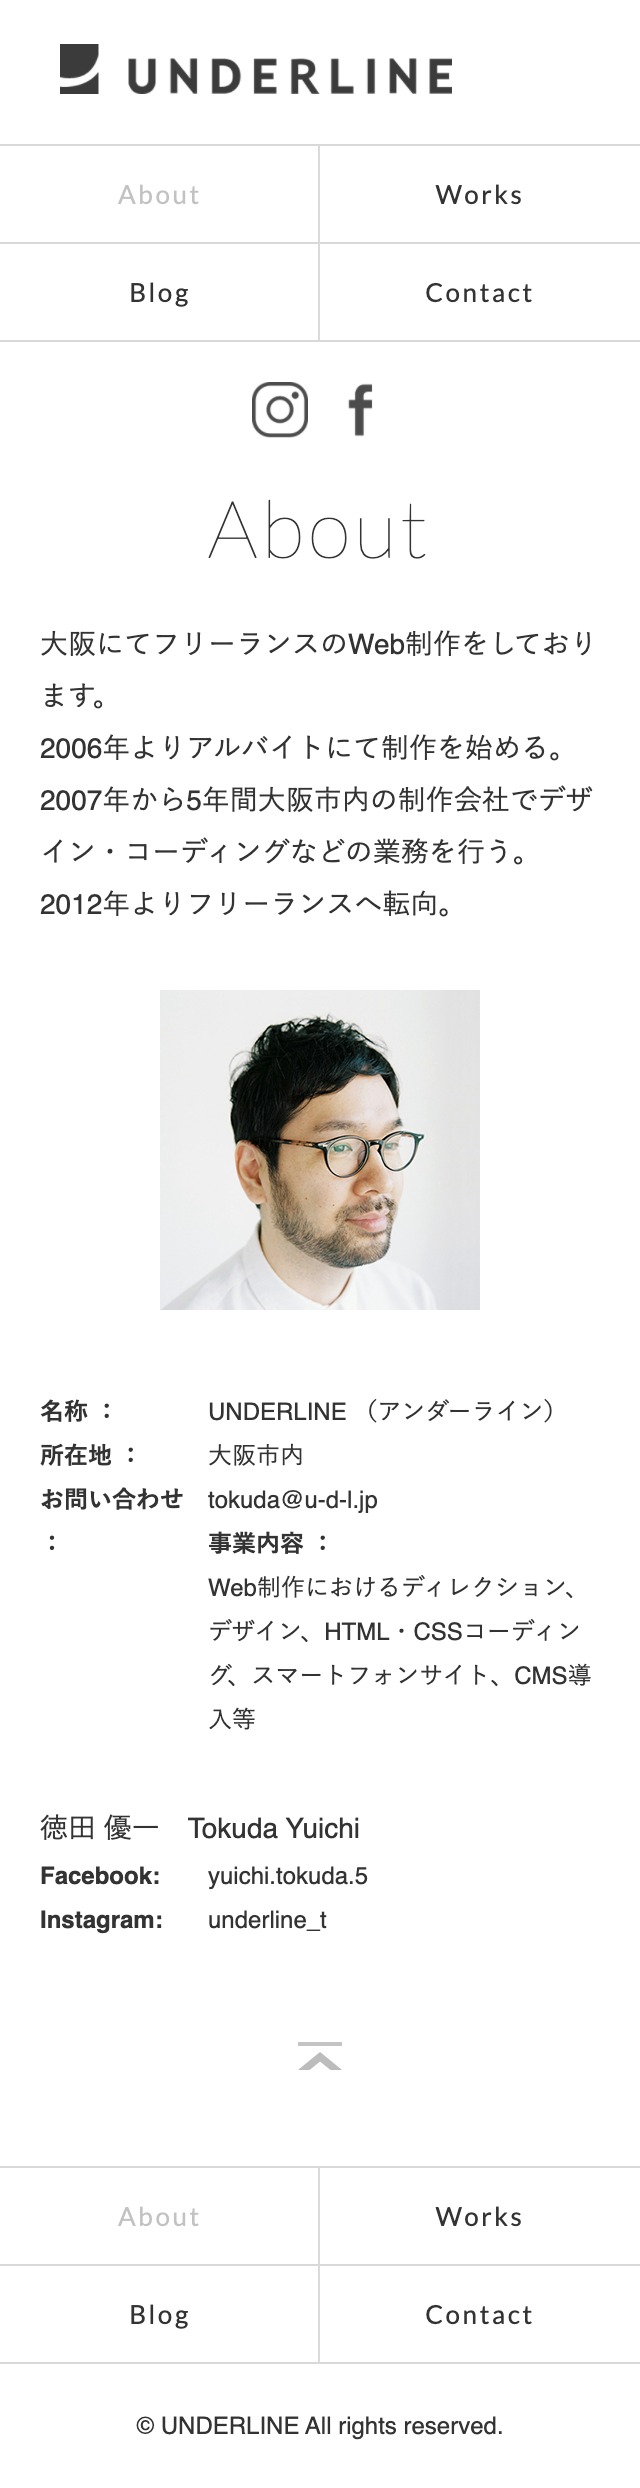 UNDERLINE
About
Works
Blog
Contact
About
大阪にてフリーランスのWeb制作をしており
ます。
2006年よりアルバイトにて制作を始める。
2007年から5年間大阪市内の制作会社でデザ
イン・コーディングなどの業務を行う。
2012年よりフリーランスへ転向。
名称 ： UNDERLINE （アンダーライン）
所在地 ： 大阪市内
お問い合わせ tokuda@u-d-l.jp
： 事業内容 ：
Web制作におけるディレクション、
デザイン、HTML・CSSコーディン
グ、スマートフォンサイト、CMS導
入等
徳田 優一　Tokuda Yuichi
Facebook: yuichi.tokuda.5
Instagram: underline_t
About
Works
Blog
Contact
© UNDERLINE All rights reserved.